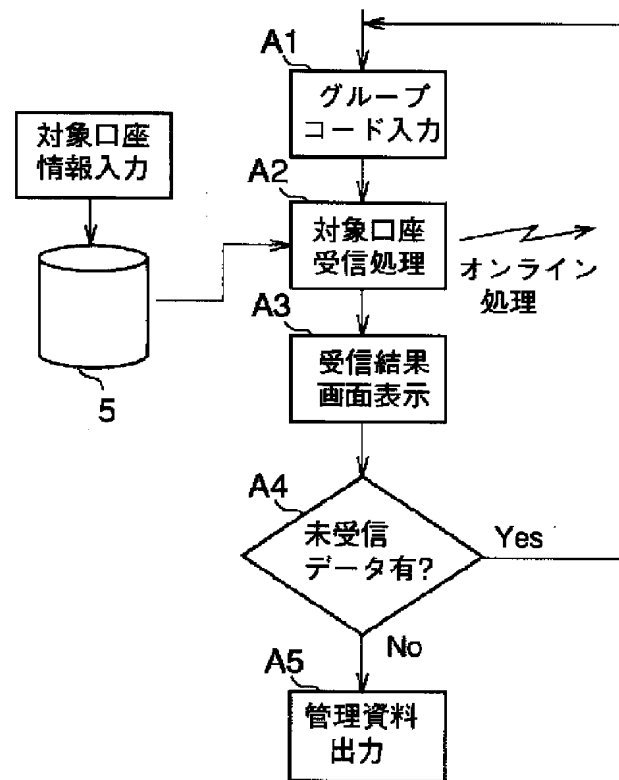 A1
グループ
コード入力
対象口座
情報入力
A2
対象口座
受信処理
オンライン
処理
A3
受信結果
画面表示
5
A4
未受信
データ有?
Yes
No
A5
管理資料
出力